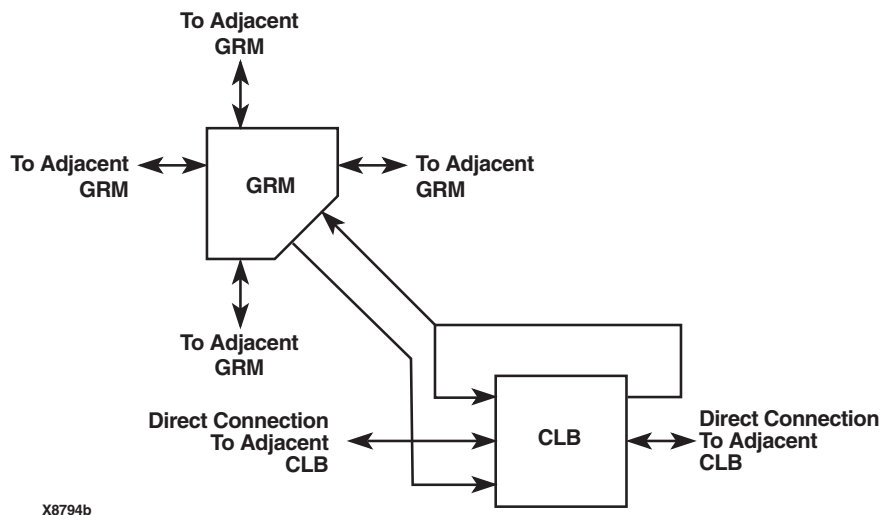 To Adjacent
GRM
To Adjacent
GRM
GRM
To Adjacent
GRM
To Adjacent
GRM
Direct Connection
To Adjacent
CLB
CLB
Direct Connection
To Adjacent
CLB
X8794b